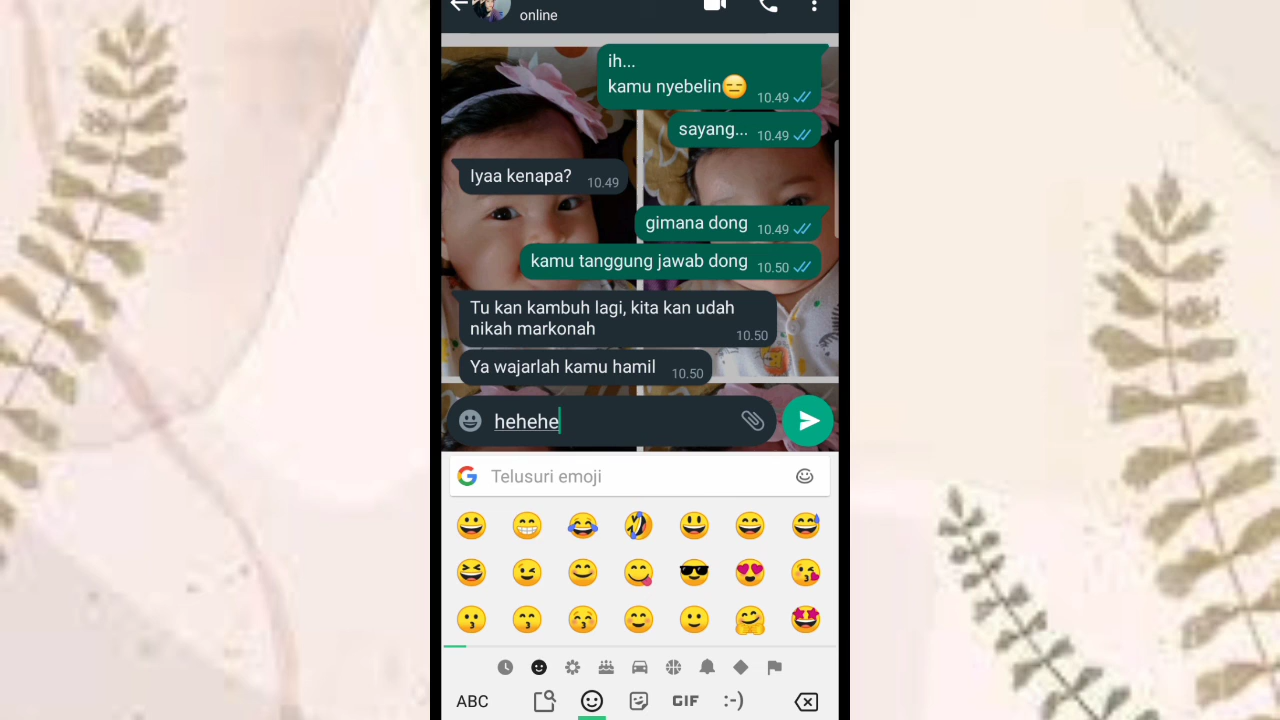 online
ih...
kamu nyebelin😑 10.49
sayang... 10.49
Iyaa kenapa? 10.49
gimana dong 10.49
kamu tanggung jawab dong 10.50
Tu kan kambuh lagi, kita kan udah
nikah markonah 10.50
Ya wajarlah kamu hamil 10.50
hehehe
Telusuri emoji
ABC GIF :-)